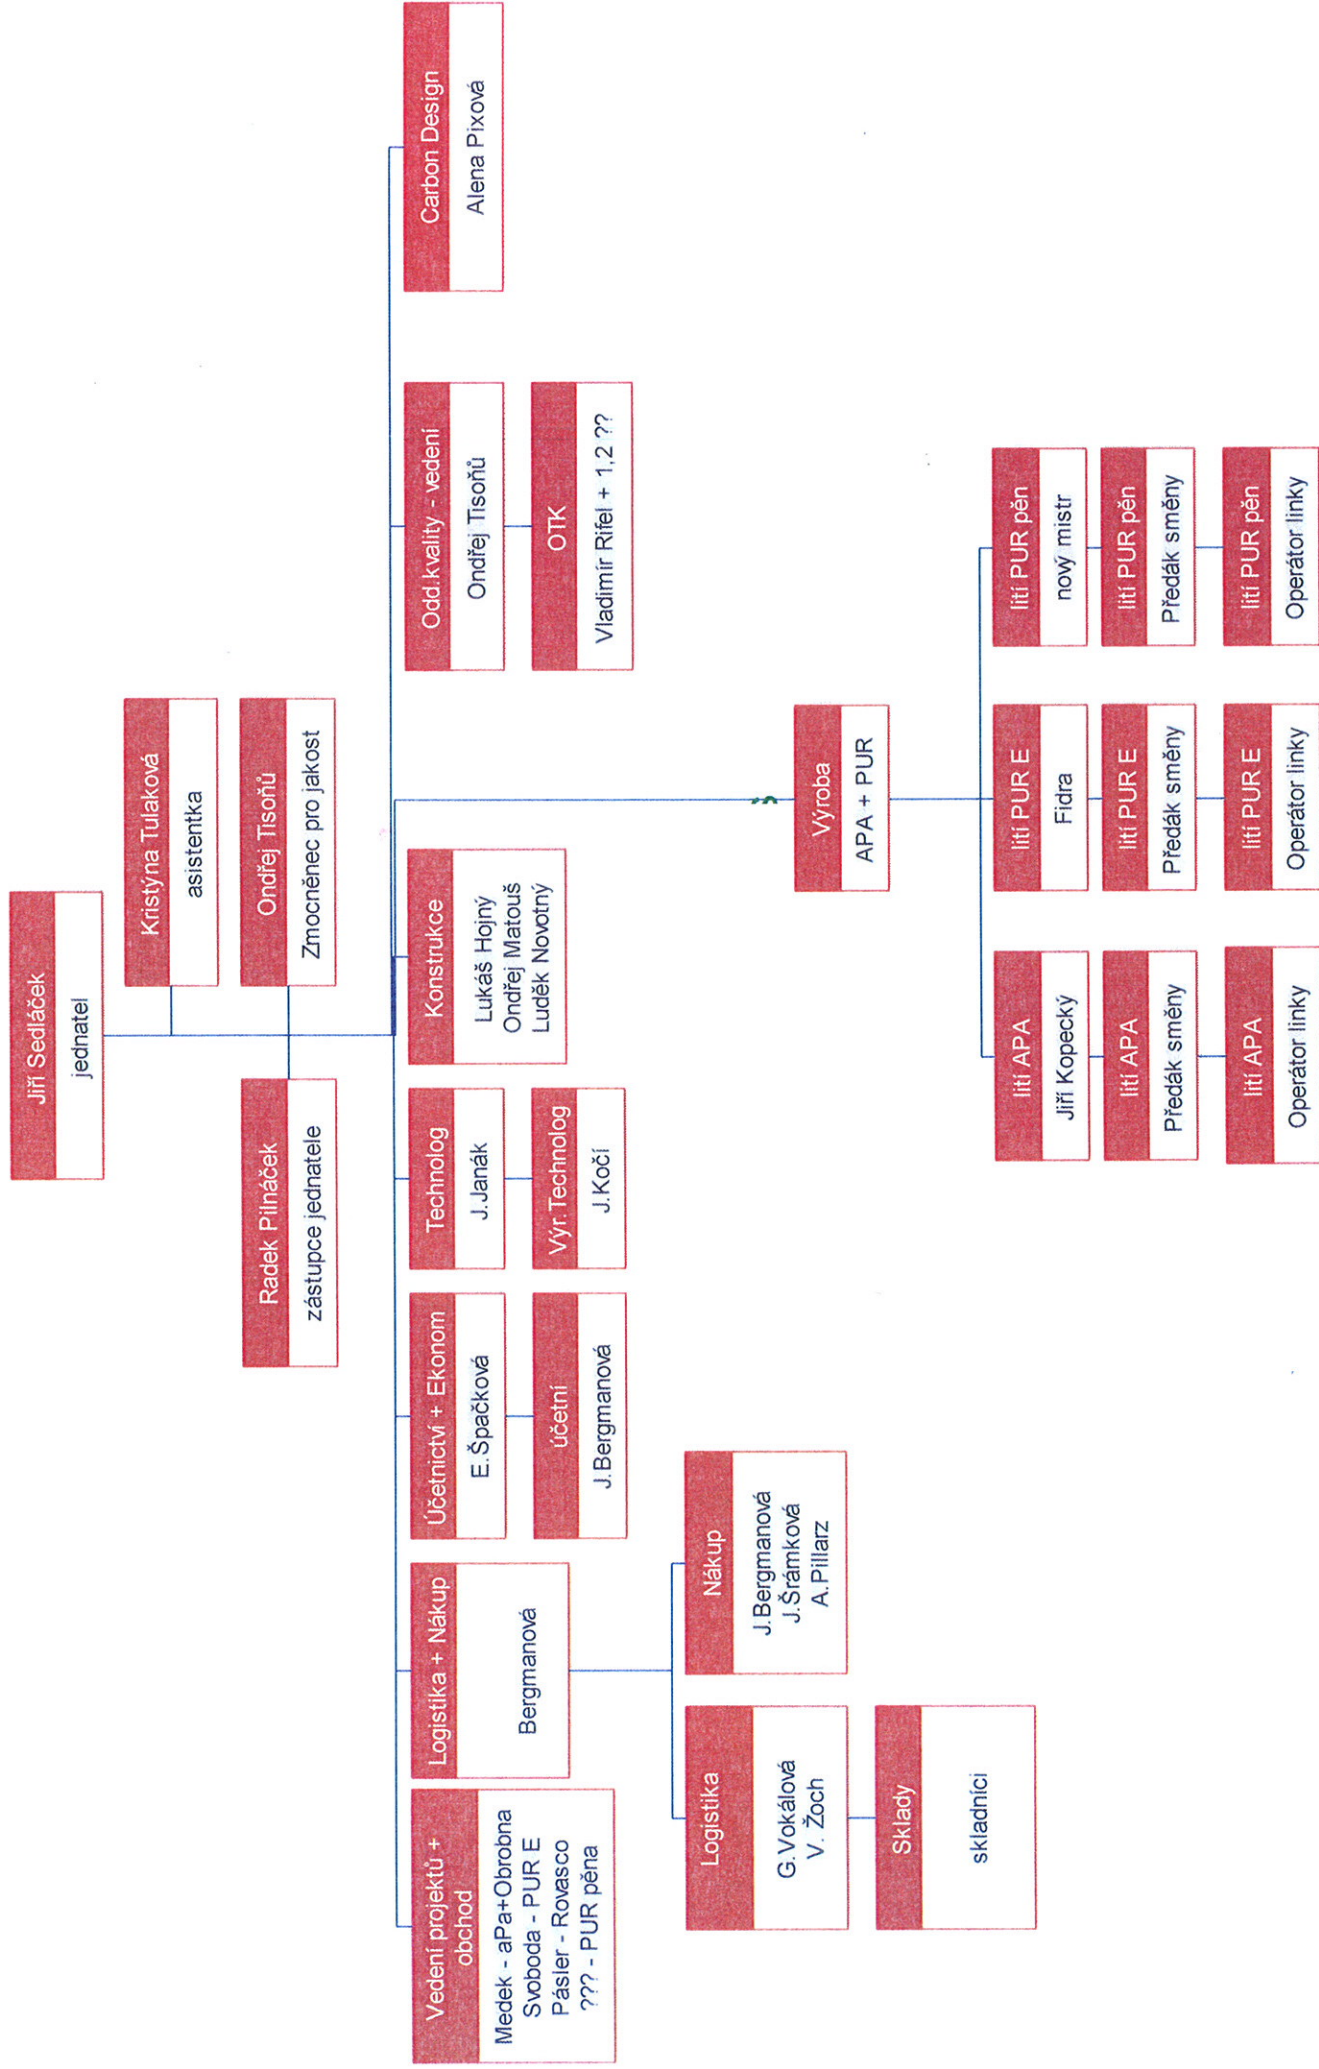 Jiří Sedláček
jednatel
Kristýna Tulaková
asistentka
Radek Pilnáček
zástupce jednatele
Ondřej Tisoňů
Zmocněnec pro jakost
Vedení projektů +
obchod
Medek - aPa+Obrobna
Svoboda - PUR E
Pásler - Rovasco
??? - PUR pěna
Logistika + Nákup
Bergmanová
Účetnictví + Ekonom
E.Špačková
účetní
J.Bergmanová
Technolog
J.Janák
Výr.Technolog
J.Kočí
Konstrukce
Lukáš Hojný
Ondřej Matouš
Luděk Novotný
Odd.kvality - vedení
Ondřej Tisoňů
OTK
Vladimír Rifel + 1,2 ??
Carbon Design
Alena Pixová
Logistika
G.Vokálová
V. Žoch
Nákup
J.Bergmanová
J.Šrámková
A.Pillarz
Sklady
skladníci
Výroba
APA + PUR
lití APA
Jiří Kopecký
lití APA
Předák směny
lití APA
Operátor linky
lití PUR E
Fidra
lití PUR E
Předák směny
lití PUR E
Operátor linky
lití PUR pěn
nový mistr
lití PUR pěn
Předák směny
lití PUR pěn
Operátor linky